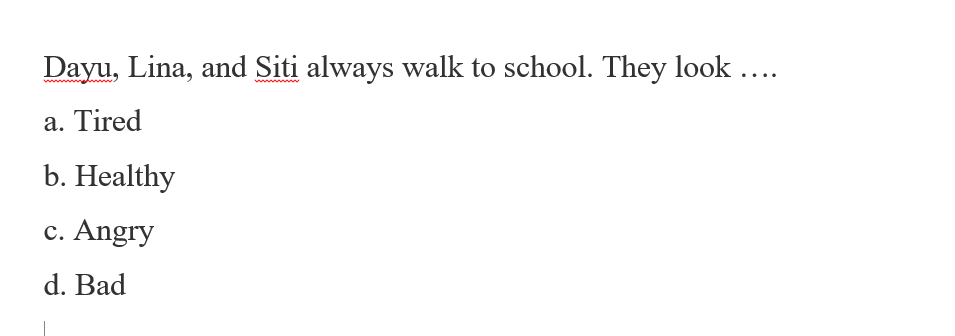 Dayu, Lina, and Siti always walk to school. They look ….
a. Tired
b. Healthy
c. Angry
d. Bad